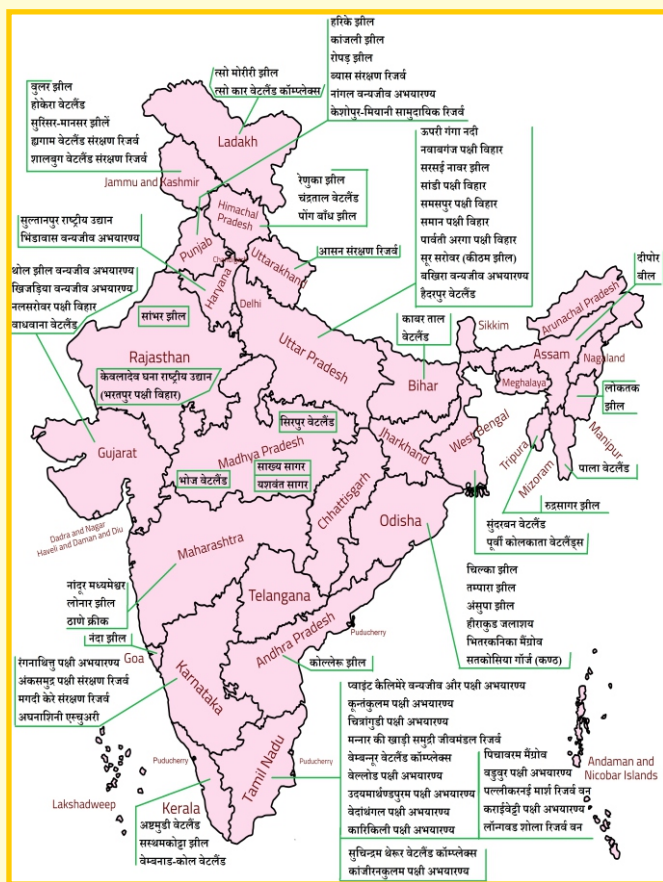 हरिके झील
कांजली झील
रोपड़ झील
ब्यास संरक्षण रिजर्व
नांगल वन्यजीव अभयारण्य
केशोपुर-मियानी सामुदायिक रिजर्व
त्सो मोरीरी झील
त्सो कार वेटलैंड कॉम्प्लेक्स
वुलर झील
होकेरा वेटलैंड
सुरिंसर-मानसर झीलें
ह्यगाम वेटलैंड संरक्षण रिजर्व
शालबुग वेटलैंड संरक्षण रिजर्व
Ladakh
Jammu and Kashmir
ऊपरी गंगा नदी
नवाबगंज पक्षी विहार
सरसई नावर झील
सांडी पक्षी विहार
समसपुर पक्षी विहार
समान पक्षी विहार
पार्वती अरगा पक्षी विहार
सूर सरोवर (कीठम झील)
बखिरा वन्यजीव अभयारण्य
हैदरपुर वेटलैंड
रेणुका झील
चंद्रताल वेटलैंड
पोंग बाँध झील
Himachal
Pradesh
सुल्तानपुर राष्ट्रीय उद्यान
भिंडावास वन्यजीव अभयारण्य
Punjab
Uttarakhand
आसन संरक्षण रिजर्व
Haryana
Delhi
थोल झील वन्यजीव अभयारण्य
खिजड़िया वन्यजीव अभयारण्य
नलसरोवर पक्षी विहार
वाधवाना वेटलैंड
दीपोर
बील
Arunachal Pradesh
सांभर झील
Rajasthan
केवलादेव घना राष्ट्रीय उद्यान
(भरतपुर पक्षी विहार)
Uttar Pradesh
काबर ताल
वेटलैंड
Sikkim
Assam
Nagaland
Bihar
Meghalaya
लोकतक
झील
Manipur
सिरपुर वेटलैंड
Gujarat
Madhya Pradesh
साख्य सागर
यशवंत सागर
भोज वेटलैंड
Jharkhand
West Bengal
Tripura
Mizoram
पाला वेटलैंड
रुद्रसागर झील
Chhattisgarh
सुंदरबन वेटलैंड
पूर्वी कोलकाता वेटलैंड्स
Dadra and Nagar
Haveli and Daman and Diu
Maharashtra
Odisha
चिल्का झील
तम्पारा झील
अंसुपा झील
हीराकुड जलाशय
भितरकनिका मैंग्रोव
सतकोसिया गॉर्ज (कण्ठ)
नांदूर मध्यमेश्वर
लोनार झील
ठाणे क्रीक
Telangana
नंदा झील
Goa
Andhra Pradesh
Puducherry
कोल्लेरू झील
रंगनाथित्तु पक्षी अभयारण्य
अंकसमुद्र पक्षी संरक्षण रिजर्व
मगदी केरे संरक्षण रिजर्व
अघनाशिनी एस्चुअरी
Karnataka
प्वाइंट कैलिमेरे वन्यजीव और पक्षी अभयारण्य
कून्तंकुलम पक्षी अभयारण्य
चित्रांगुडी पक्षी अभयारण्य
मन्नार की खाड़ी समुद्री जीवमंडल रिजर्व
वेम्बन्नूर वेटलैंड कॉम्प्लेक्स
वेल्लोड पक्षी अभयारण्य
उदयमार्थण्डपुरम पक्षी अभयारण्य
वेदांथंगल पक्षी अभयारण्य
कारिकिली पक्षी अभयारण्य
पिचावरम मैंग्रोव
वडुवुर पक्षी अभयारण्य
पल्लीकरनई मार्श रिजर्व वन
कराईवेट्टी पक्षी अभयारण्य
लॉन्गवड शोला रिजर्व वन
सुचिन्द्रम थेरूर वेटलैंड कॉम्प्लेक्स
कांजीरनकुलम पक्षी अभयारण्य
Andaman and
Nicobar Islands
Puducherry
Puducherry
Lakshadweep
Kerala
Tamil Nadu
अष्टमुडी वेटलैंड
सस्थमकोट्टा झील
वेम्बनाड-कोल वेटलैंड